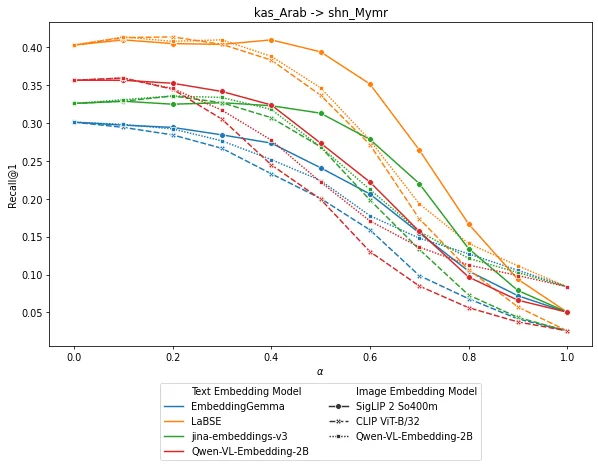 kas_Arab -> shn_Mymr
Recall@1
0.40
0.35
0.30
0.25
0.20
0.15
0.10
0.05
0.0 0.2 0.4 0.6 0.8 1.0
α
Text Embedding Model
EmbeddingGemma
LaBSE
jina-embeddings-v3
Qwen-VL-Embedding-2B
Image Embedding Model
SigLIP 2 So400m
CLIP ViT-B/32
Qwen-VL-Embedding-2B